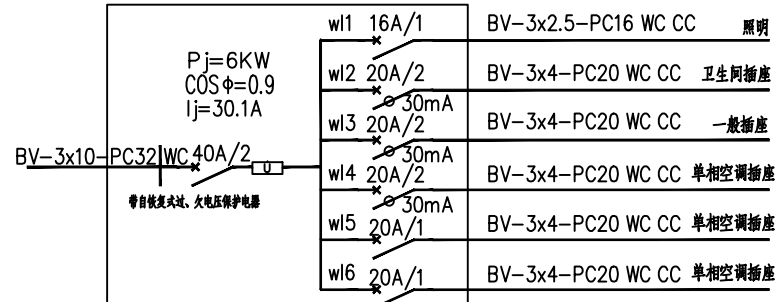 wl1 16A/1 BV-3x2.5-PC16 WC CC 照明
Pj=6KW
COSΦ=0.9
Ij=30.1A
wl2 20A/2 BV-3x4-PC20 WC CC 卫生间插座
30mA
wl3 20A/2 BV-3x4-PC20 WC CC 一般插座
30mA
BV-3x10-PC32 WC 40A/2 U
带自恢复式过、欠电压保护电器
wl4 20A/2 BV-3x4-PC20 WC CC 单相空调插座
30mA
wl5 20A/1 BV-3x4-PC20 WC CC 单相空调插座
wl6 20A/1 BV-3x4-PC20 WC CC 单相空调插座